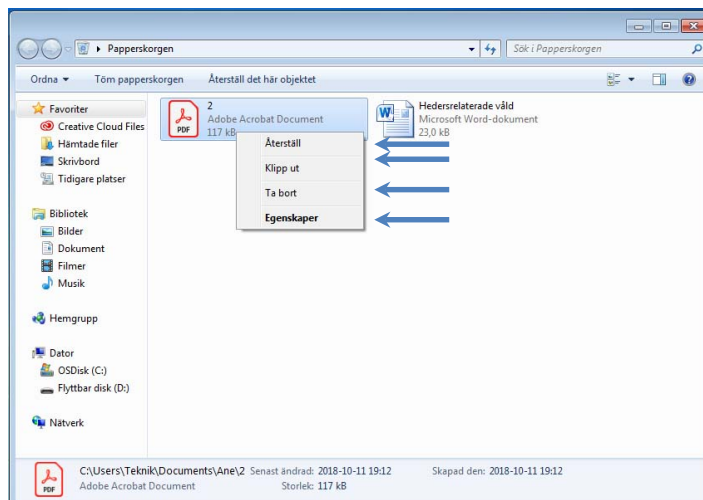 Papperskorgen
Sök i Papperskorgen
Ordna Töm papperskorgen Återställ det här objektet
Favoriter
Creative Cloud Files
Hämtade filer
Skrivbord
Tidigare platser
Bibliotek
Bilder
Dokument
Filmer
Musik
Hemgrupp
Dator
OSDisk (C:)
Flyttbar disk (D:)
Nätverk
PDF
2
Adobe Acrobat Document
117 kB
W
Hedersrelaterade våld
Microsoft Word-dokument
23,0 kB
Återställ
Klipp ut
Ta bort
Egenskaper
PDF
C:\Users\Teknik\Documents\Ane\2 Senast ändrad: 2018-10-11 19:12 Skapad den: 2018-10-11 19:12
Adobe Acrobat Document Storlek: 117 kB